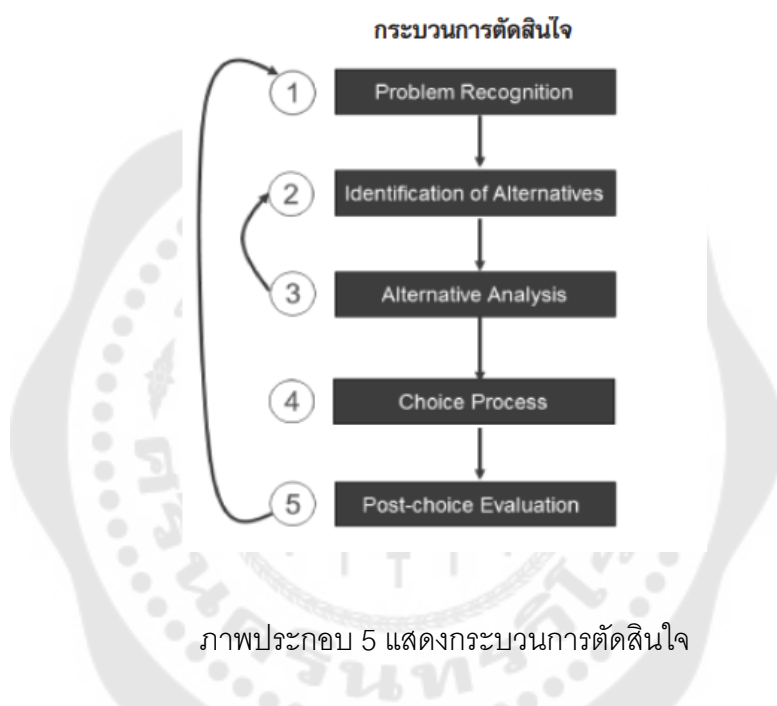 กระบวนการตัดสินใจ
1 Problem Recognition
2 Identification of Alternatives
3 Alternative Analysis
4 Choice Process
5 Post-choice Evaluation
ภาพประกอบ 5 แสดงกระบวนการตัดสินใจ